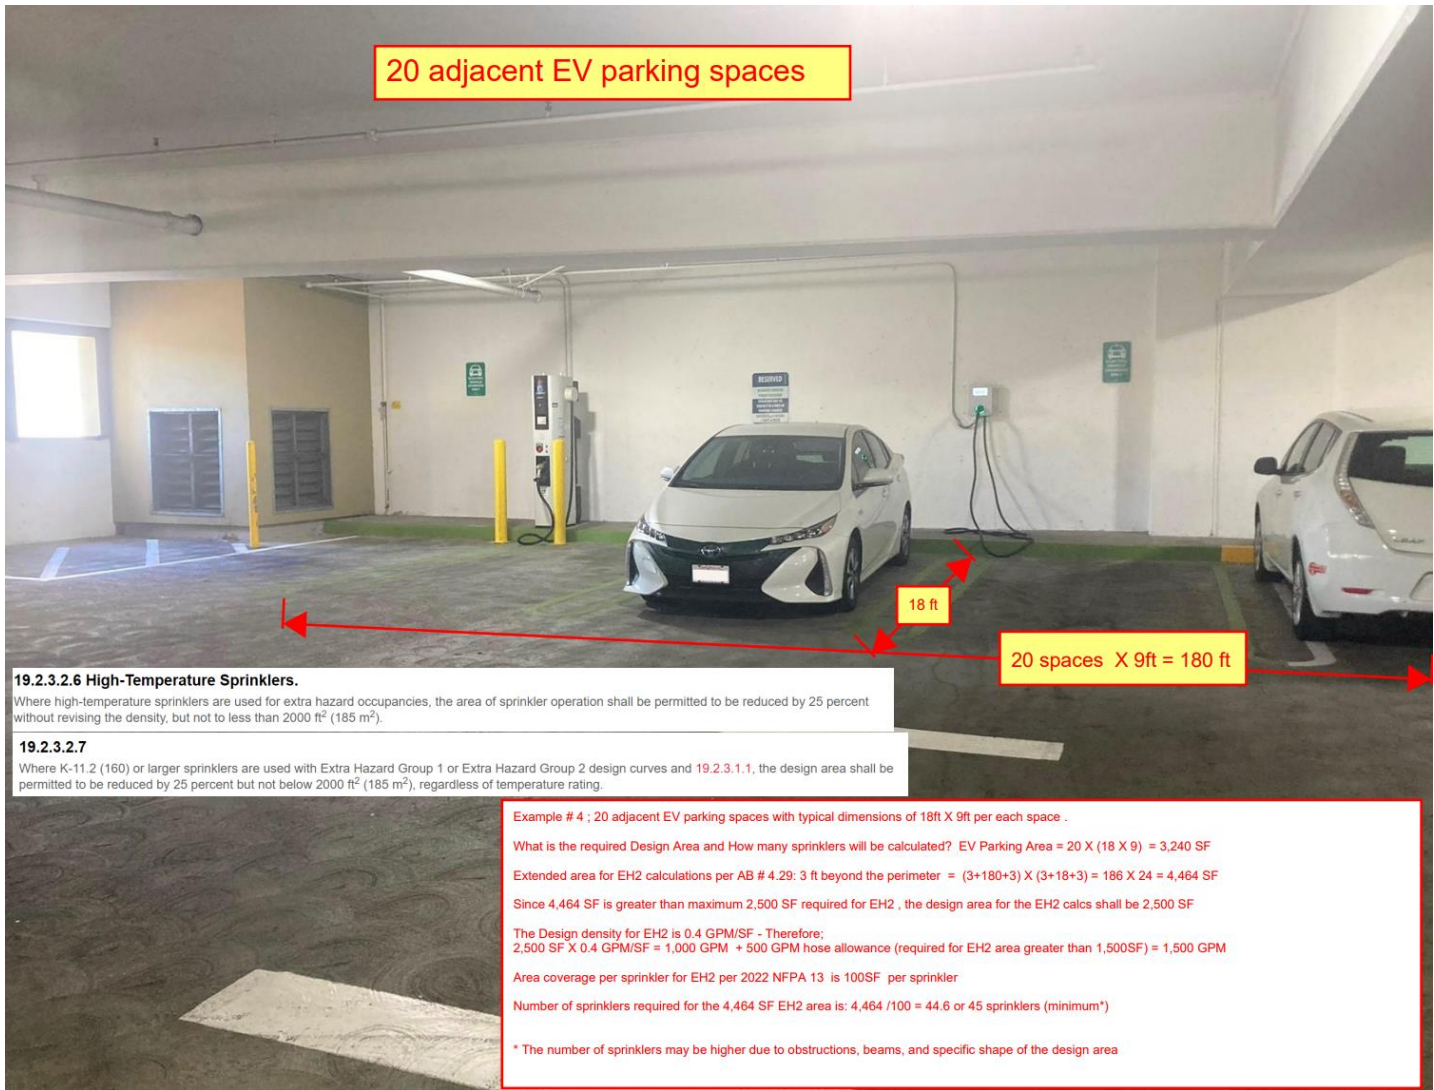 20 adjacent EV parking spaces
RESERVED
18 ft
20 spaces X 9ft = 180 ft
19.2.3.2.6 High-Temperature Sprinklers.
Where high-temperature sprinklers are used for extra hazard occupancies, the area of sprinkler operation shall be permitted to be reduced by 25 percent
without revising the density, but not to less than 2000 ft² (185 m²).
19.2.3.2.7
Where K-11.2 (160) or larger sprinklers are used with Extra Hazard Group 1 or Extra Hazard Group 2 design curves and 19.2.3.1.1, the design area shall be
permitted to be reduced by 25 percent but not below 2000 ft² (185 m²), regardless of temperature rating.
Example # 4 ; 20 adjacent EV parking spaces with typical dimensions of 18ft X 9ft per each space .
What is the required Design Area and How many sprinklers will be calculated? EV Parking Area = 20 X (18 X 9) = 3,240 SF
Extended area for EH2 calculations per AB # 4.29: 3 ft beyond the perimeter = (3+180+3) X (3+18+3) = 186 X 24 = 4,464 SF
Since 4,464 SF is greater than maximum 2,500 SF required for EH2 , the design area for the EH2 calcs shall be 2,500 SF
The Design density for EH2 is 0.4 GPM/SF - Therefore;
2,500 SF X 0.4 GPM/SF = 1,000 GPM + 500 GPM hose allowance (required for EH2 area greater than 1,500SF) = 1,500 GPM
Area coverage per sprinkler for EH2 per 2022 NFPA 13 is 100SF per sprinkler
Number of sprinklers required for the 4,464 SF EH2 area is: 4,464 /100 = 44.6 or 45 sprinklers (minimum*)
* The number of sprinklers may be higher due to obstructions, beams, and specific shape of the design area